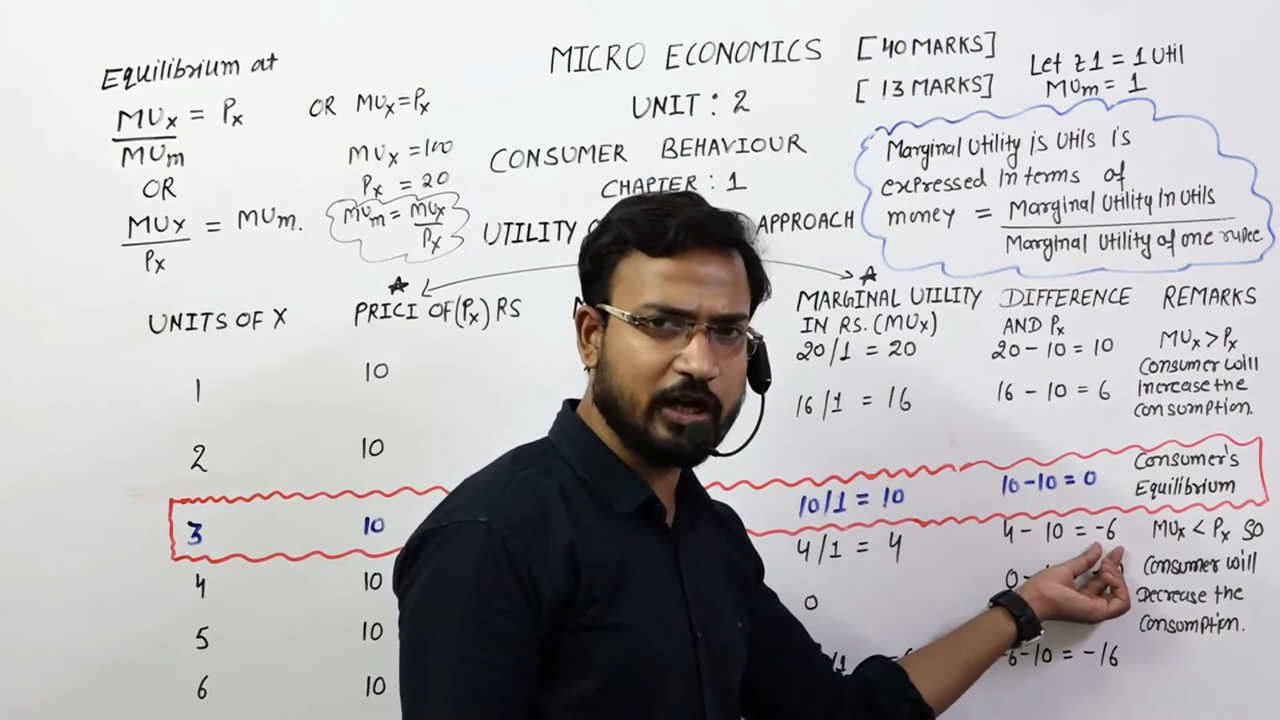 MICRO ECONOMICS [40 MARKS]
UNIT : 2 [13 MARKS]
CONSUMER BEHAVIOUR
CHAPTER : 1
UTILITY APPROACH
Equilibrium at
MUx = Px
MUm
OR
MUx = MUm.
Px
OR MUx = Px
MUx = 100
Px = 20
MUm = MUx
Px
Let ₹1 = 1 Util
MUm = 1
Marginal Utility is Utils is
expressed in terms of
money = Marginal Utility In Utils
Marginal Utility of one rupee
UNITS OF X PRICI OF (Px) RS MARGINAL UTILITY IN RS. (MUx) DIFFERENCE AND Px REMARKS
1 10 20/1 = 20 20 - 10 = 10 MUx > Px
Consumer will
increase the
consumption.
2 10 16/1 = 16 16 - 10 = 6
3 10 10/1 = 10 10 - 10 = 0 Consumer's
Equilibrium
4 10 4/1 = 4 4 - 10 = -6 MUx < Px so
Consumer will
Decrease the
Consumption.
5 10 0 0 -
6 10 /1 -6 - 10 = -16